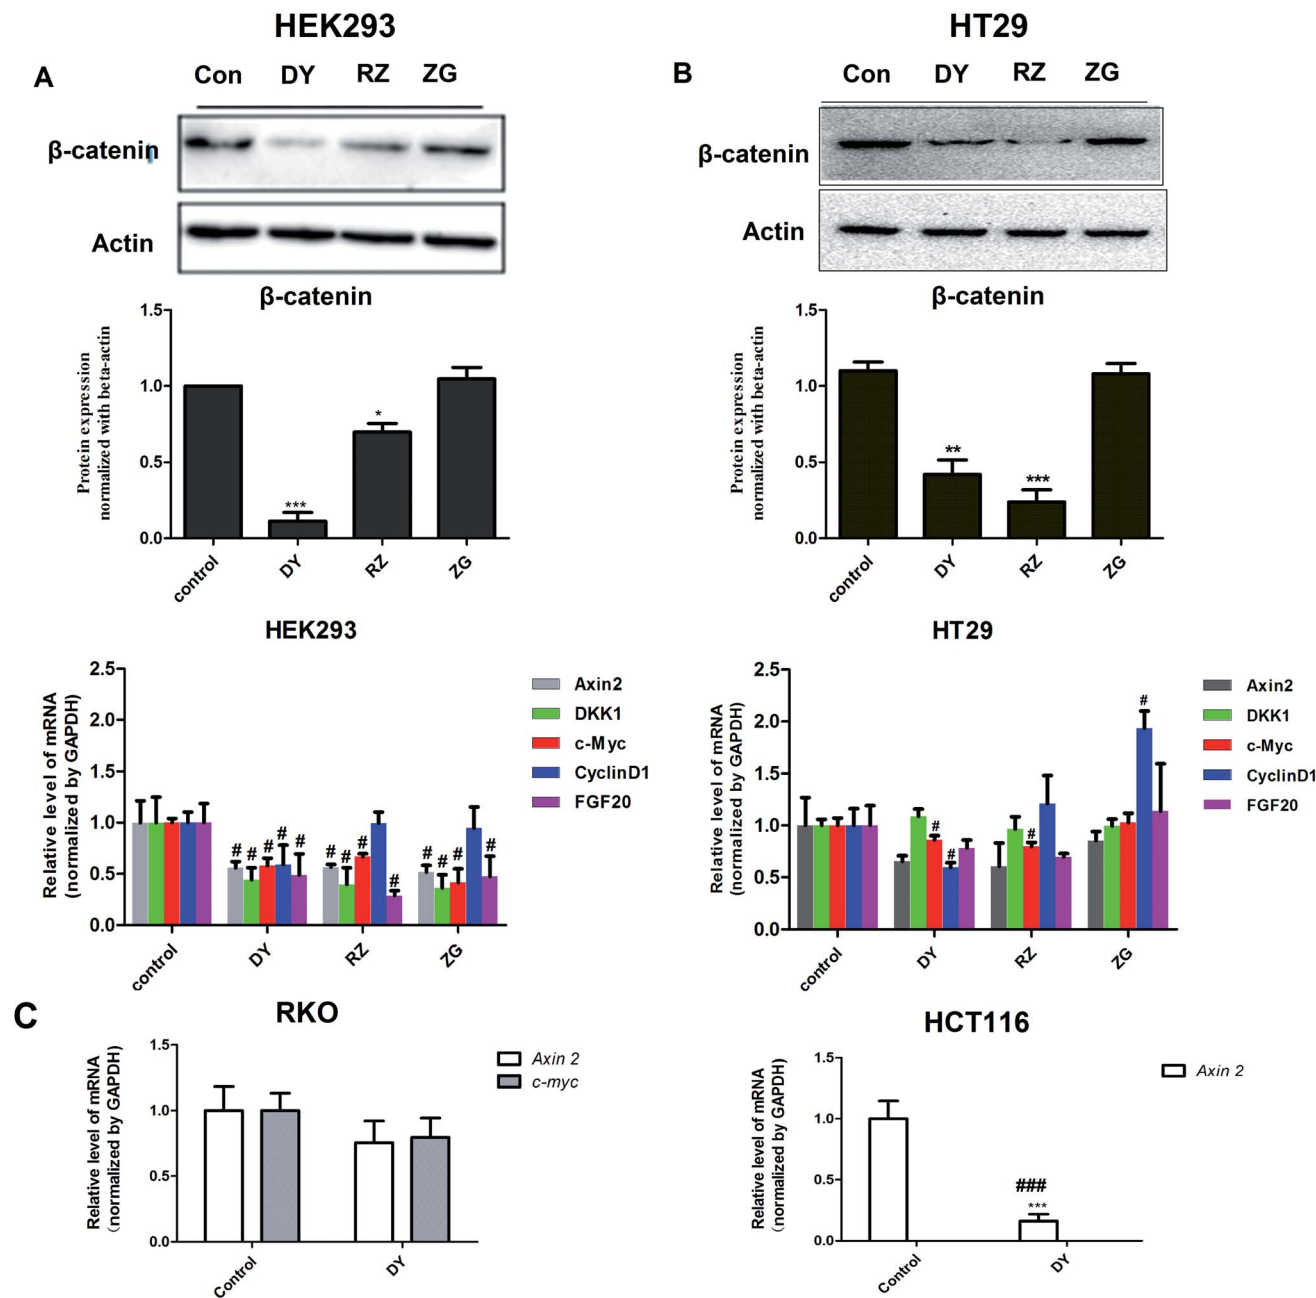 HEK293
HT29
A
Con DY RZ ZG
β-catenin
Actin
β-catenin
Protein expression
normalized with beta-actin
1.5
1.0
0.5
0.0
*
***
control DY RZ ZG
B
Con DY RZ ZG
β-catenin
Actin
β-catenin
Protein expression
normalized with beta-actin
1.5
1.0
0.5
0.0
**
***
control DY RZ ZG
HEK293
Relative level of mRNA
(normalized by GAPDH)
2.5
2.0
1.5
1.0
0.5
0.0
# # # # # # # # # # # # #
control DY RZ ZG
Axin2
DKK1
c-Myc
CyclinD1
FGF20
HT29
Relative level of mRNA
(normalized by GAPDH)
2.5
2.0
1.5
1.0
0.5
0.0
# # # #
control DY RZ ZG
Axin2
DKK1
c-Myc
CyclinD1
FGF20
C
RKO
Relative level of mRNA
(normalized by GAPDH)
1.5
1.0
0.5
0.0
Control DY
Axin 2
c-myc
HCT116
Relative level of mRNA
(normalized by GAPDH)
1.5
1.0
0.5
0.0
###
***
Control DY
Axin 2